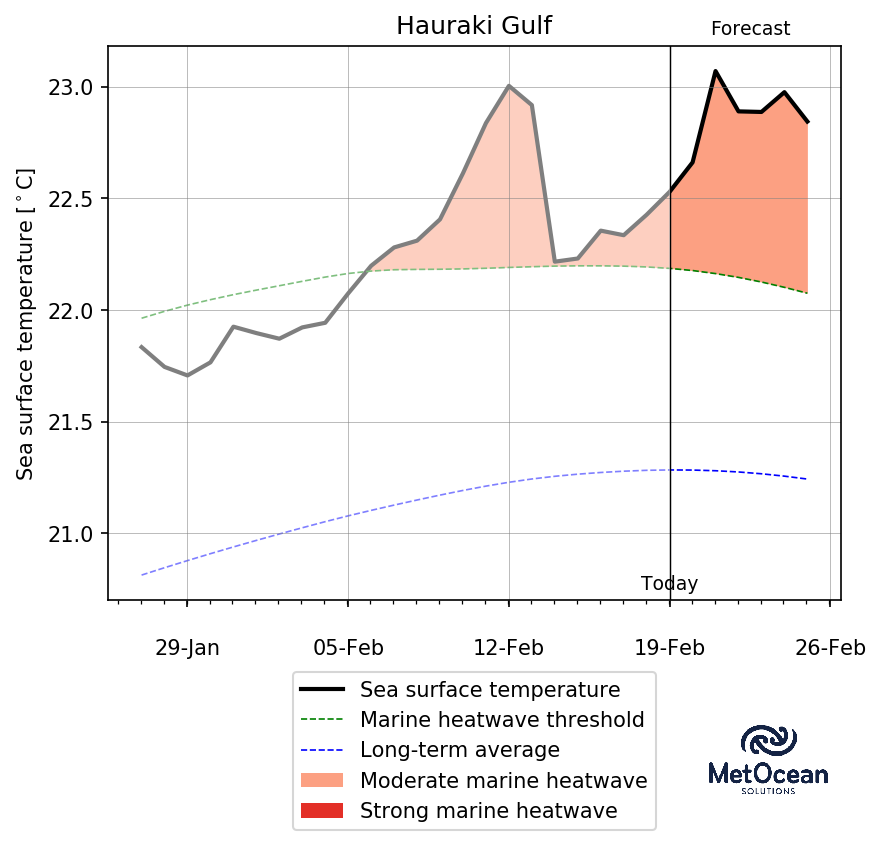 Hauraki Gulf
Forecast
Sea surface temperature [°C]
23.0
22.5
22.0
21.5
21.0
Today
29-Jan 05-Feb 12-Feb 19-Feb 26-Feb
Sea surface temperature
Marine heatwave threshold
Long-term average
Moderate marine heatwave
Strong marine heatwave
MetOcean
SOLUTIONS